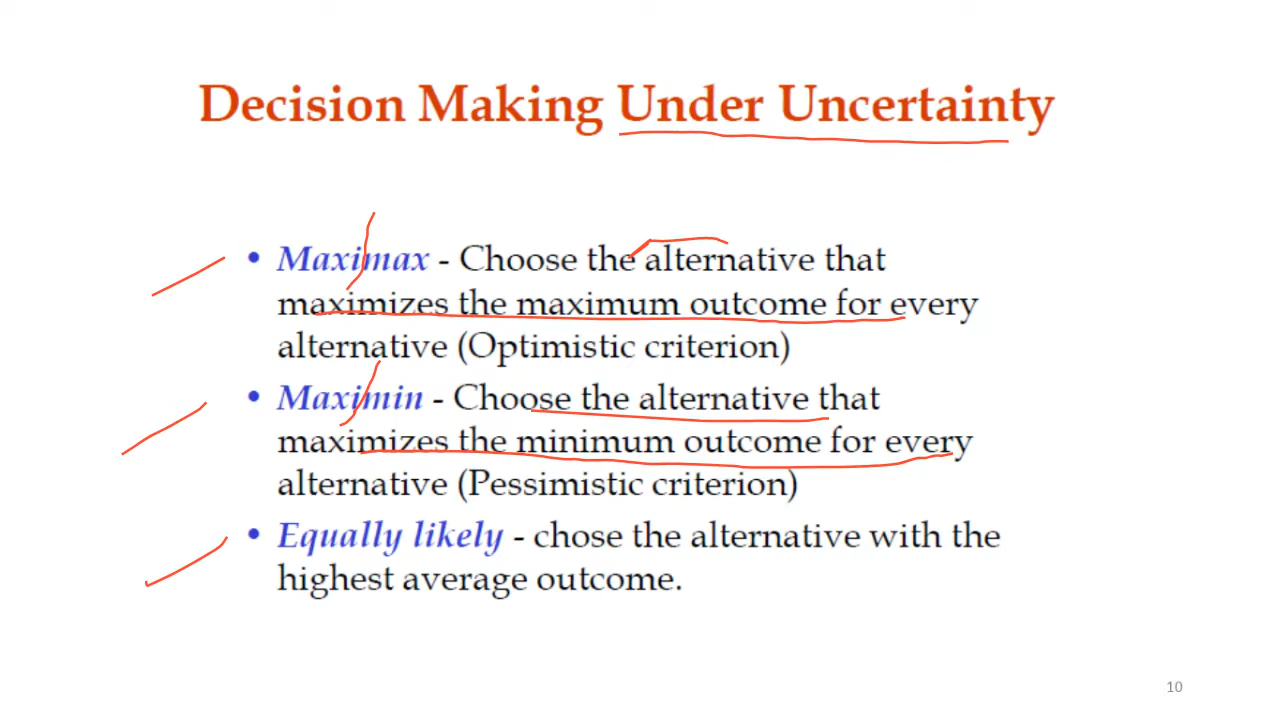 Decision Making Under Uncertainty
• Maximax - Choose the alternative that
maximizes the maximum outcome for every
alternative (Optimistic criterion)
• Maximin - Choose the alternative that
maximizes the minimum outcome for every
alternative (Pessimistic criterion)
• Equally likely - chose the alternative with the
highest average outcome.
10